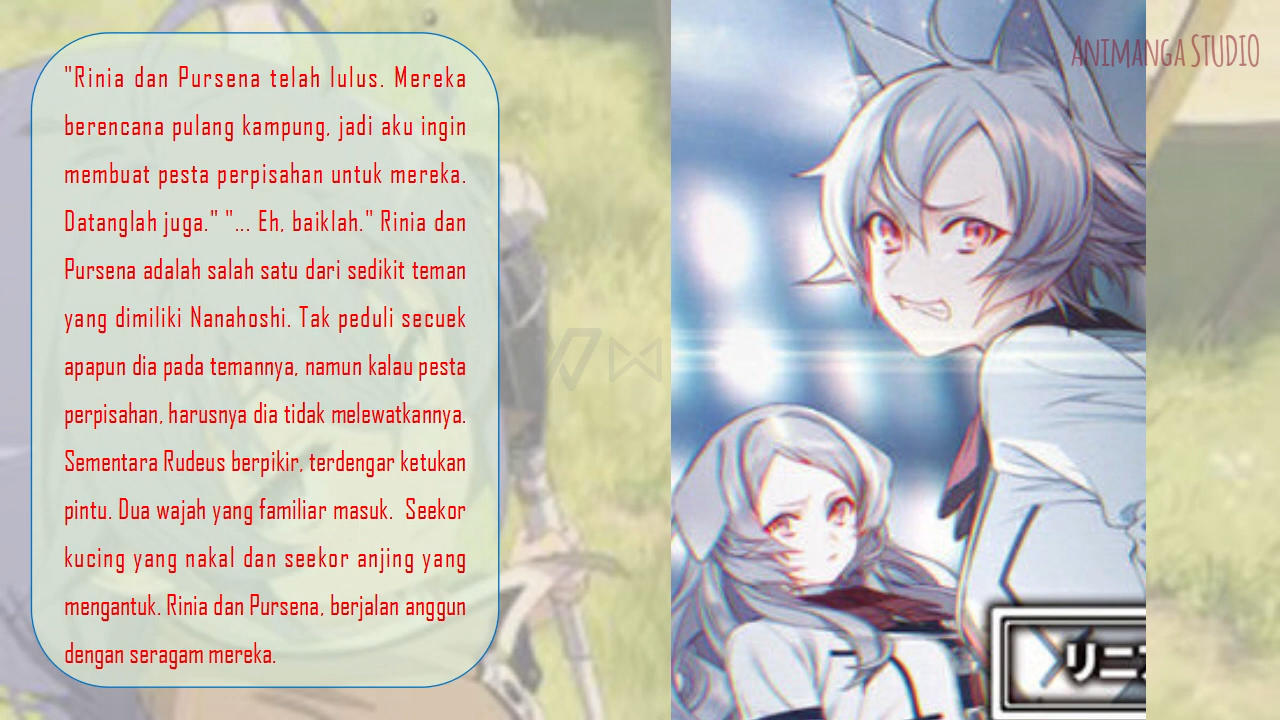 "Rinia dan Pursena telah lulus. Mereka
berencana pulang kampung, jadi aku ingin
membuat pesta perpisahan untuk mereka.
Datanglah juga." "... Eh, baiklah." Rinia dan
Pursena adalah salah satu dari sedikit teman
yang dimiliki Nanahoshi. Tak peduli secuek
apapun dia pada temannya, namun kalau pesta
perpisahan, harusnya dia tidak melewatkannya.
Sementara Rudeus berpikir, terdengar ketukan
pintu. Dua wajah yang familiar masuk.  Seekor
kucing yang nakal dan seekor anjing yang
mengantuk. Rinia dan Pursena, berjalan anggun
dengan seragam mereka.
Animanga STUDIO
リニ